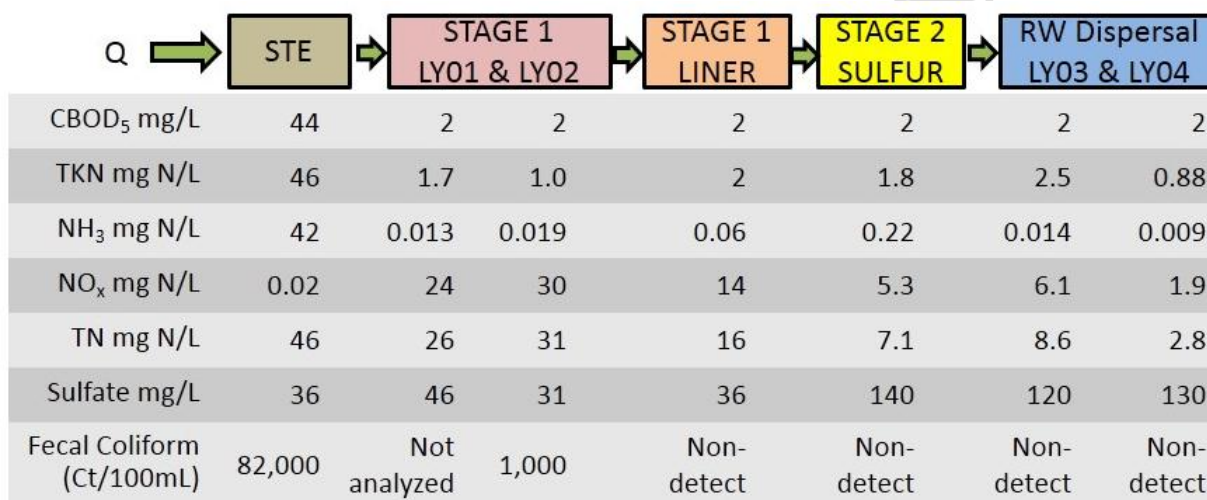 Q STE STAGE 1 STAGE 1 STAGE 2 RW Dispersal
LY01 & LY02 LINER SULFUR LY03 & LY04
CBOD₅ mg/L 44 2 2 2 2 2 2
TKN mg N/L 46 1.7 1.0 2 1.8 2.5 0.88
NH₃ mg N/L 42 0.013 0.019 0.06 0.22 0.014 0.009
NOₓ mg N/L 0.02 24 30 14 5.3 6.1 1.9
TN mg N/L 46 26 31 16 7.1 8.6 2.8
Sulfate mg/L 36 46 31 36 140 120 130
Fecal Coliform Not Non- Non- Non- Non-
(Ct/100mL) 82,000 analyzed 1,000 detect detect detect detect